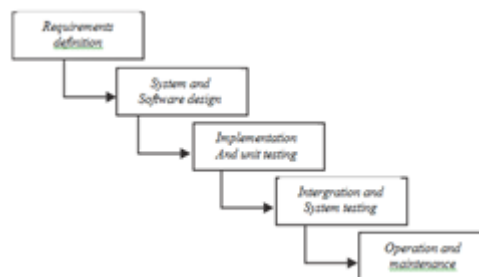 Requirements
definition
System and
Software design
Implementation
And unit testing
Intergration and
System testing
Operation and
maintenance